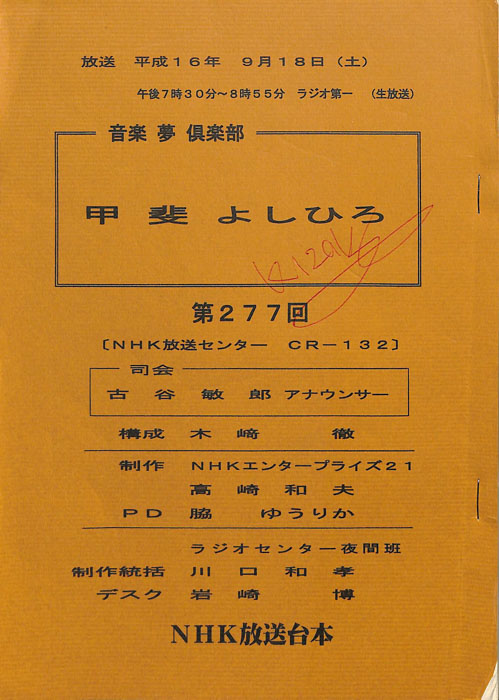 放送 平成16年 9月18日（土）
午後7時30分～8時55分 ラジオ第一 （生放送）
音楽 夢 倶楽部
甲斐 よしひろ
Kizaki
第277回
〔NHK放送センター CR－132〕
司会
古谷 敏郎 アナウンサー
構成 木﨑 徹
制作 NHKエンタープライズ21
高崎和夫
PD 脇 ゆうりか
ラジオセンター夜間班
制作統括 川口和孝
デスク 岩崎 博
NHK放送台本